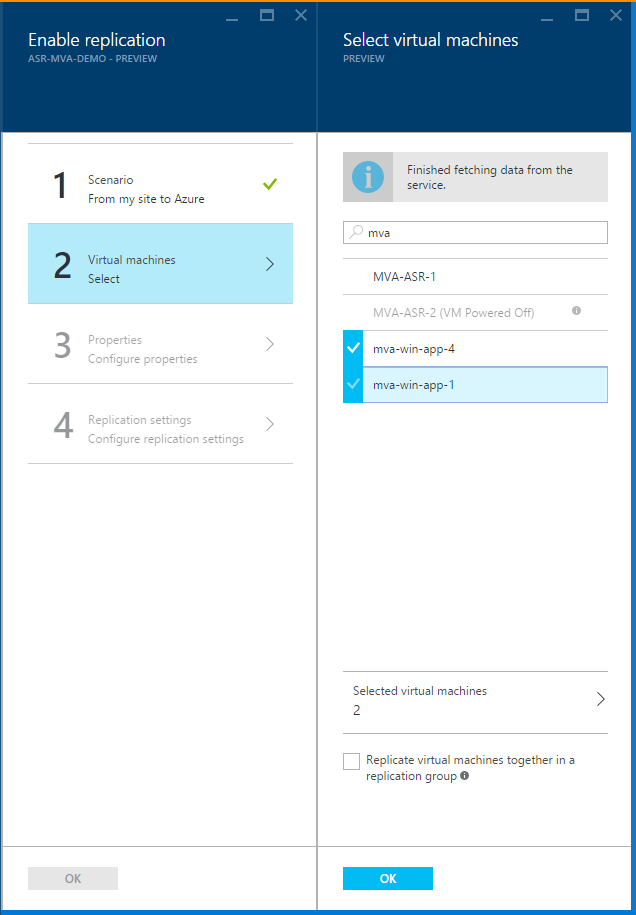 Enable replication
ASR-MVA-DEMO - PREVIEW
1
Scenario
From my site to Azure
2
Virtual machines
Select
3
Properties
Configure properties
4
Replication settings
Configure replication settings
OK
Select virtual machines
PREVIEW
Finished fetching data from the
service.
mva
MVA-ASR-1
MVA-ASR-2 (VM Powered Off)
mva-win-app-4
mva-win-app-1
Selected virtual machines
2
Replicate virtual machines together in a
replication group
OK